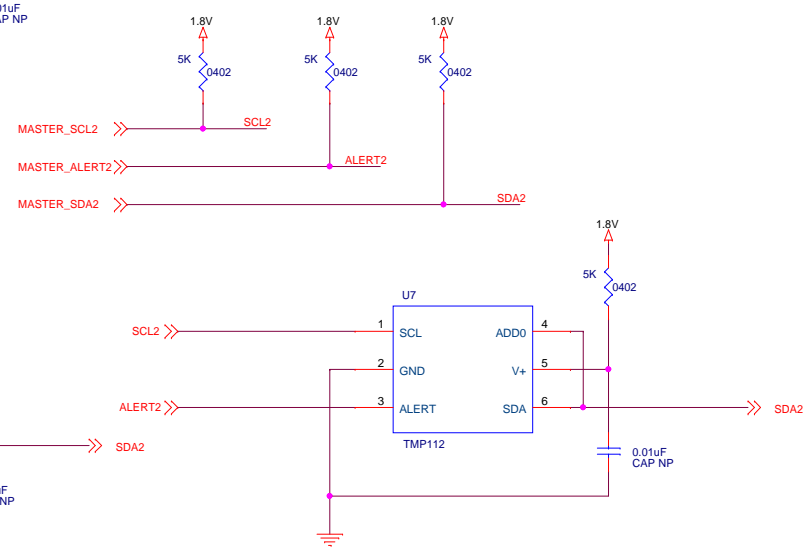 01uF
AP NP
1.8V
1.8V
1.8V
5K
0402
5K
0402
5K
0402
MASTER_SCL2
SCL2
MASTER_ALERT2
ALERT2
MASTER_SDA2
SDA2
1.8V
5K
0402
U7
SCL2
1
SCL
ADD0
4
2
GND
V+
5
ALERT2
3
ALERT
SDA
6
SDA2
TMP112
SDA2
0.01uF
CAP NP
F
NP